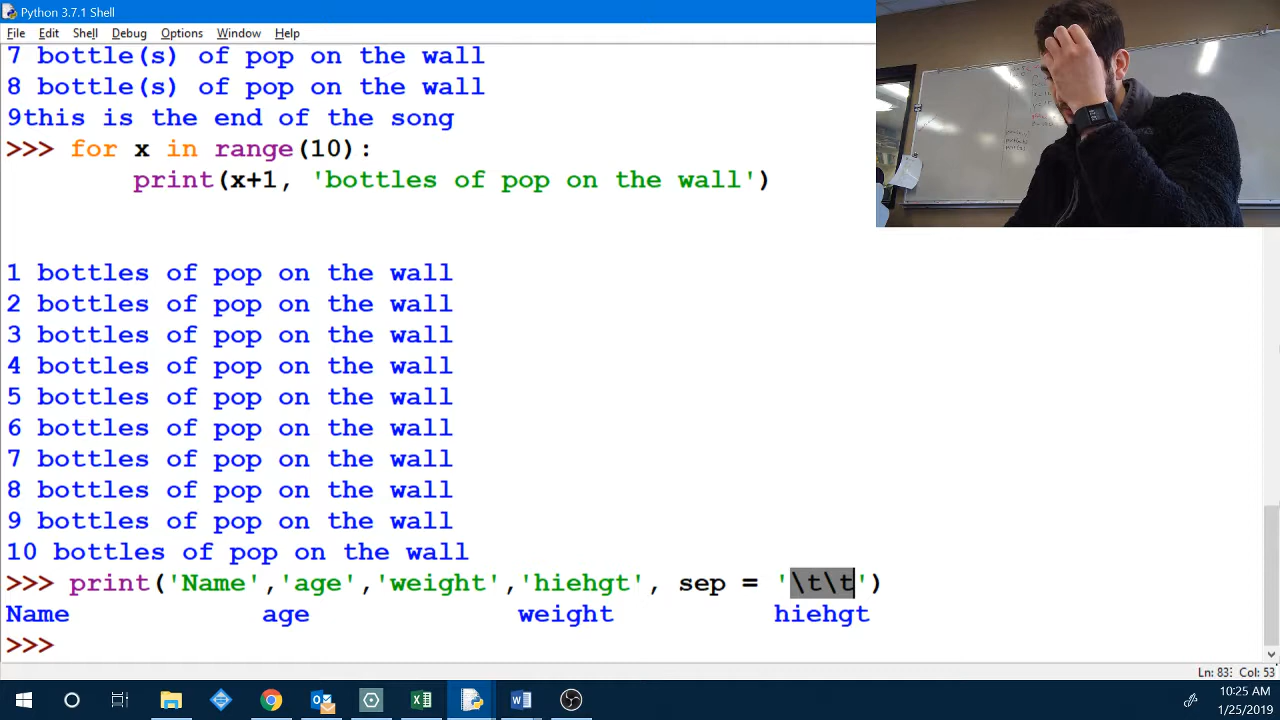 Python 3.7.1 Shell
File Edit Shell Debug Options Window Help
7 bottle(s) of pop on the wall
8 bottle(s) of pop on the wall
9this is the end of the song
>>> for x in range(10):
print(x+1, 'bottles of pop on the wall')
1 bottles of pop on the wall
2 bottles of pop on the wall
3 bottles of pop on the wall
4 bottles of pop on the wall
5 bottles of pop on the wall
6 bottles of pop on the wall
7 bottles of pop on the wall
8 bottles of pop on the wall
9 bottles of pop on the wall
10 bottles of pop on the wall
>>> print('Name','age','weight','hiehgt', sep = '\t\t')
Name age weight hiehgt
>>>
Ln: 83 Col: 53
10:25 AM
1/25/2019